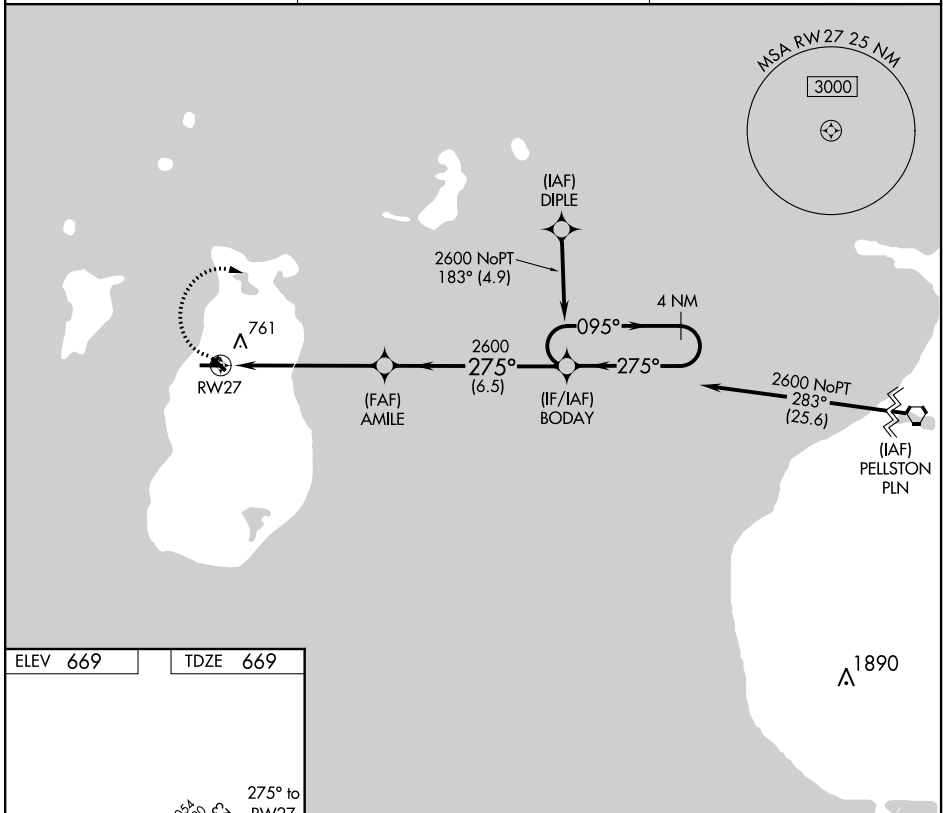 MSA RW27 25 NM
3000
(IAF)
DIPLE
2600 NoPT
183° (4.9)
4 NM
095°
761
2600
275°
(6.5)
275°
RW27
(FAF)
AMILE
(IF/IAF)
BODAY
2600 NoPT
283°
(25.6)
(IAF)
PELLSTON
PLN
1890
ELEV 669
TDZE 669
275° to
RW27